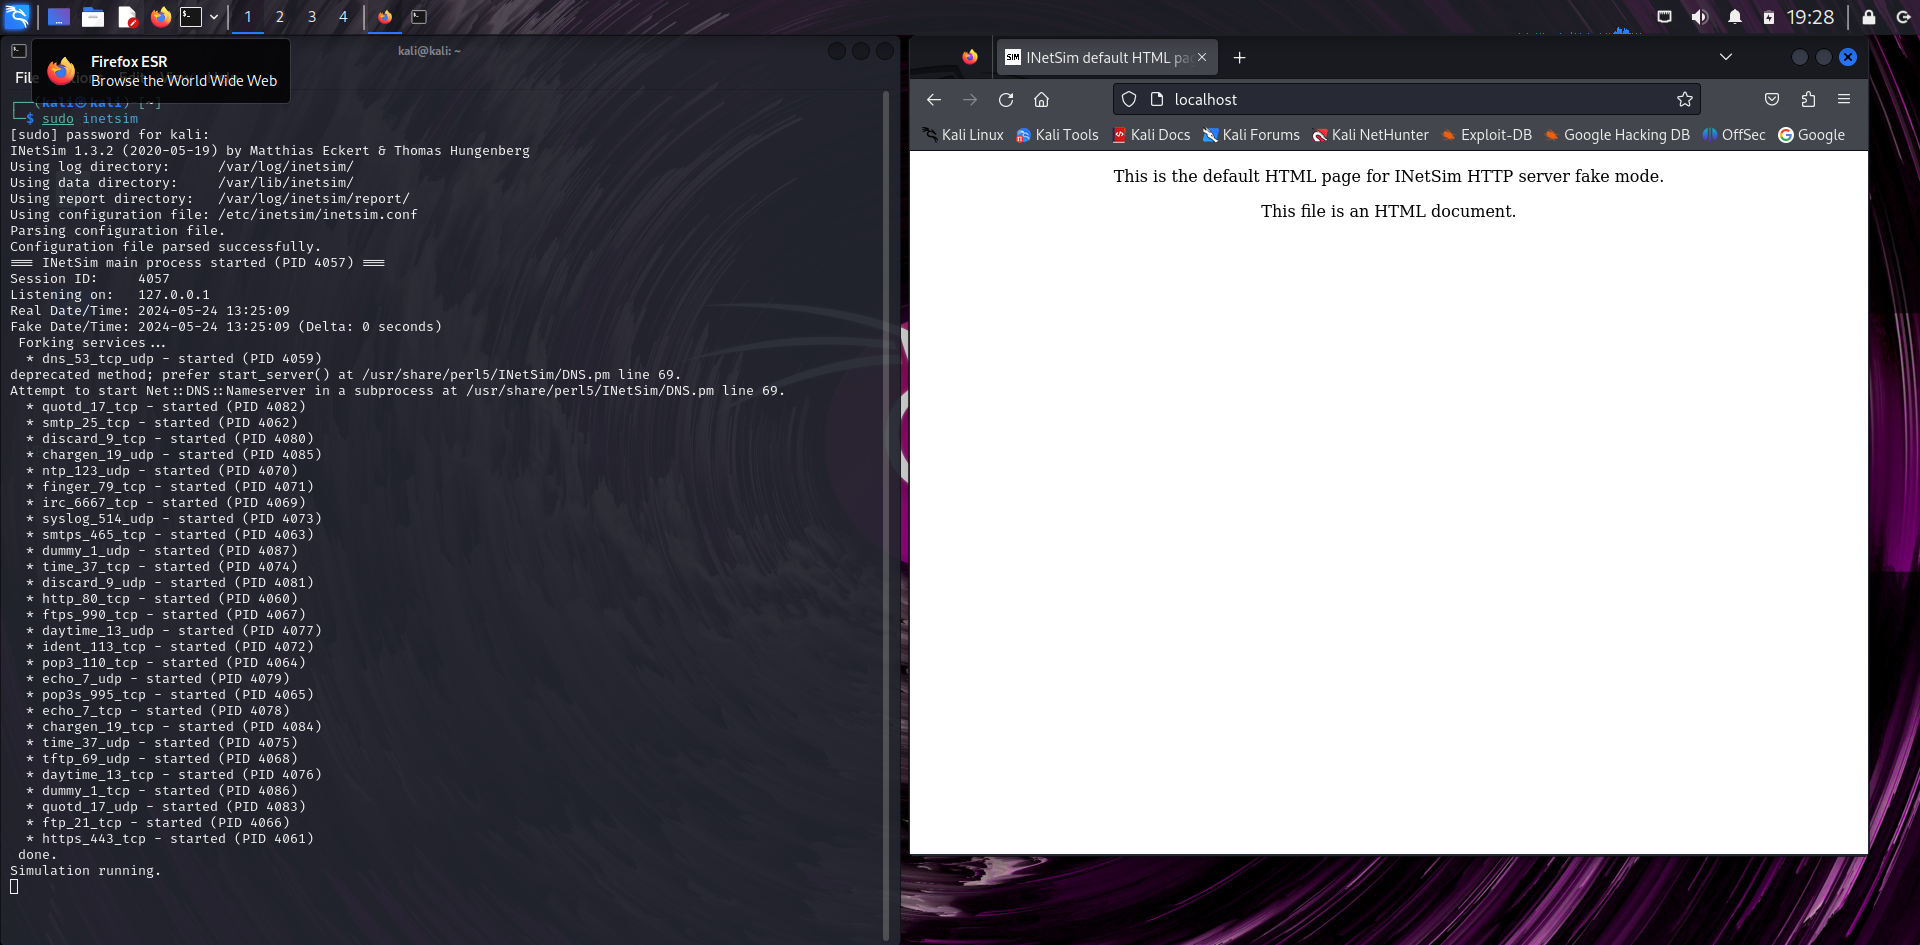 1 2 3 4
19:28
kali@kali: ~
Firefox ESR
File
Browse the World Wide Web
(kali㉿kali)-[~]
$ sudo inetsim
[sudo] password for kali:
INetSim 1.3.2 (2020-05-19) by Matthias Eckert & Thomas Hungenberg
Using log directory: /var/log/inetsim/
Using data directory: /var/lib/inetsim/
Using report directory: /var/log/inetsim/report/
Using configuration file: /etc/inetsim/inetsim.conf
Parsing configuration file.
Configuration file parsed successfully.
=== INetSim main process started (PID 4057) ===
Session ID: 4057
Listening on: 127.0.0.1
Real Date/Time: 2024-05-24 13:25:09
Fake Date/Time: 2024-05-24 13:25:09 (Delta: 0 seconds)
Forking services...
* dns_53_tcp_udp - started (PID 4059)
deprecated method; prefer start_server() at /usr/share/perl5/INetSim/DNS.pm line 69.
Attempt to start Net::DNS::Nameserver in a subprocess at /usr/share/perl5/INetSim/DNS.pm line 69.
* quotd_17_tcp - started (PID 4082)
* smtp_25_tcp - started (PID 4062)
* discard_9_tcp - started (PID 4080)
* chargen_19_udp - started (PID 4085)
* ntp_123_udp - started (PID 4070)
* finger_79_tcp - started (PID 4071)
* irc_6667_tcp - started (PID 4069)
* syslog_514_udp - started (PID 4073)
* smtps_465_tcp - started (PID 4063)
* dummy_1_udp - started (PID 4087)
* time_37_tcp - started (PID 4074)
* discard_9_udp - started (PID 4081)
* http_80_tcp - started (PID 4060)
* ftps_990_tcp - started (PID 4067)
* daytime_13_udp - started (PID 4077)
* ident_113_tcp - started (PID 4072)
* pop3_110_tcp - started (PID 4064)
* echo_7_udp - started (PID 4079)
* pop3s_995_tcp - started (PID 4065)
* echo_7_tcp - started (PID 4078)
* chargen_19_tcp - started (PID 4084)
* time_37_udp - started (PID 4075)
* tftp_69_udp - started (PID 4068)
* daytime_13_tcp - started (PID 4076)
* dummy_1_tcp - started (PID 4086)
* quotd_17_udp - started (PID 4083)
* ftp_21_tcp - started (PID 4066)
* https_443_tcp - started (PID 4061)
done.
Simulation running.
SIM INetSim default HTML pa
localhost
Kali Linux Kali Tools Kali Docs Kali Forums Kali NetHunter Exploit-DB Google Hacking DB OffSec Google
This is the default HTML page for INetSim HTTP server fake mode.
This file is an HTML document.